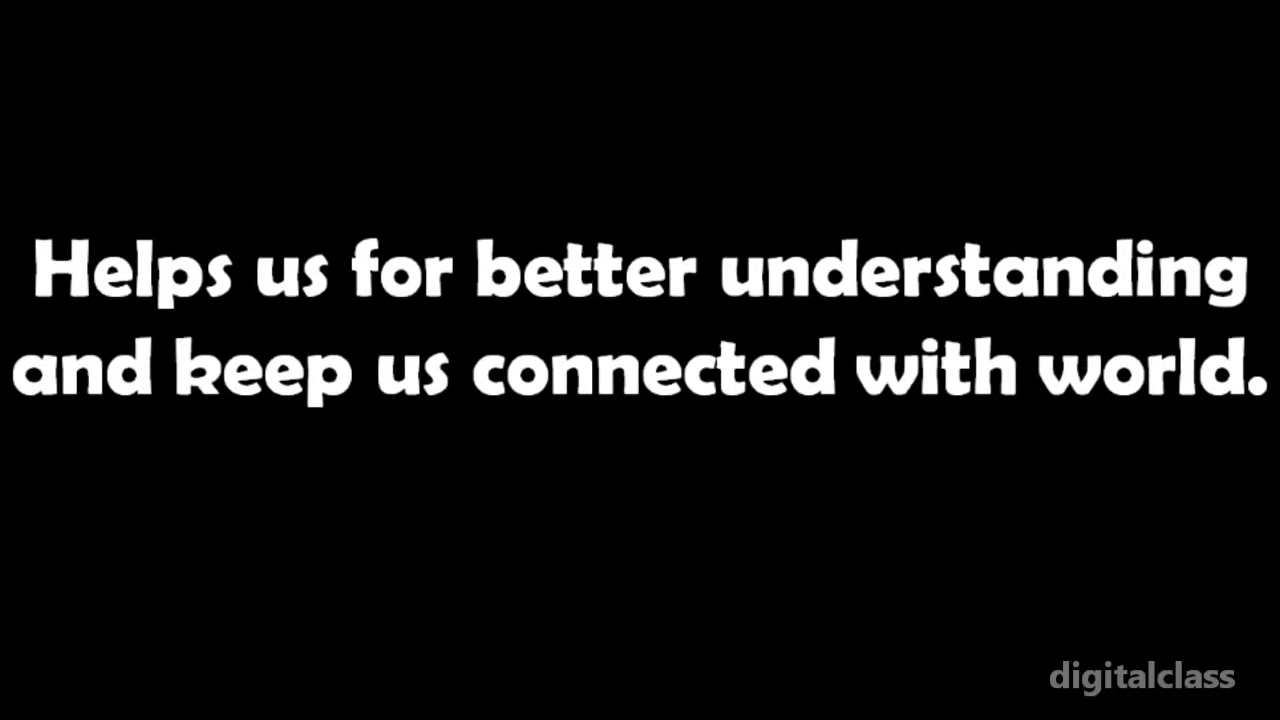 Helps us for better understanding
and keep us connected with world.
digitalclass